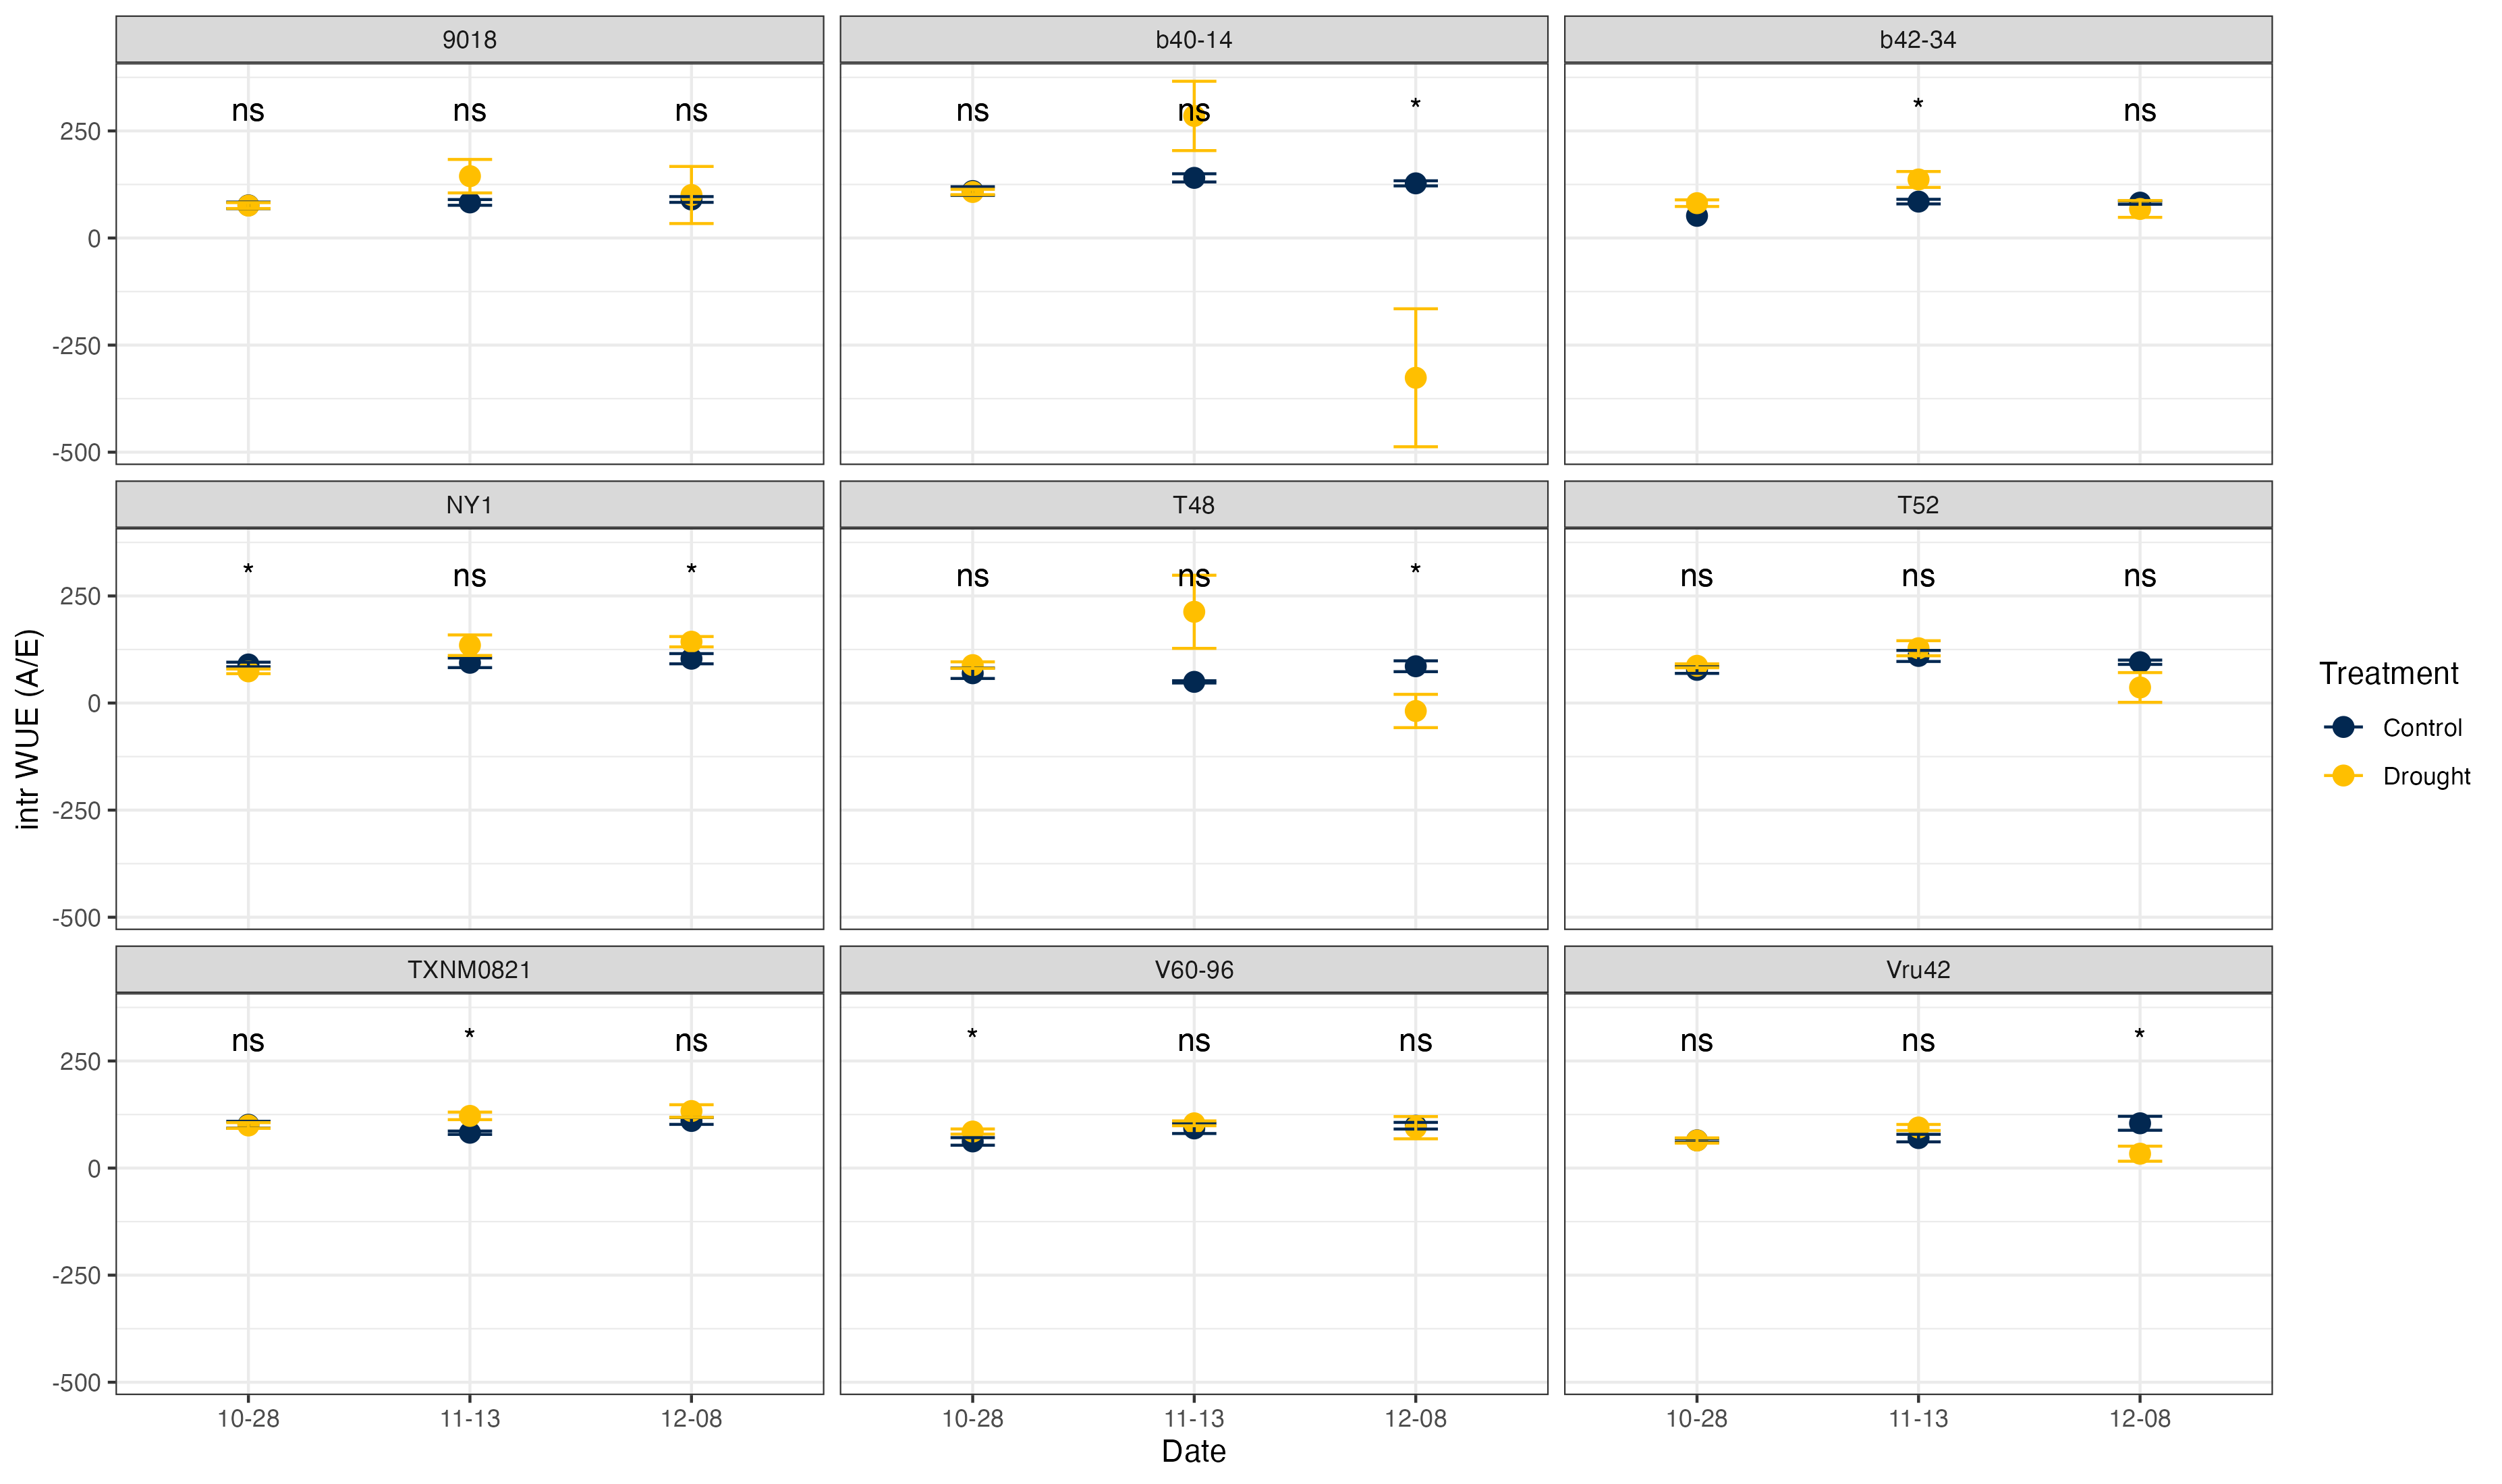 9018
b40-14
b42-34
ns ns ns
ns ns *
* ns
250
0
-250
-500
NY1
T48
T52
* ns *
ns ns *
ns ns ns
250
0
-250
-500
TXNM0821
V60-96
Vru42
ns * ns
* ns ns
ns ns *
250
0
-250
-500
10-28 11-13 12-08
10-28 11-13 12-08
10-28 11-13 12-08
Date
intr WUE (A/E)
Treatment
Control
Drought